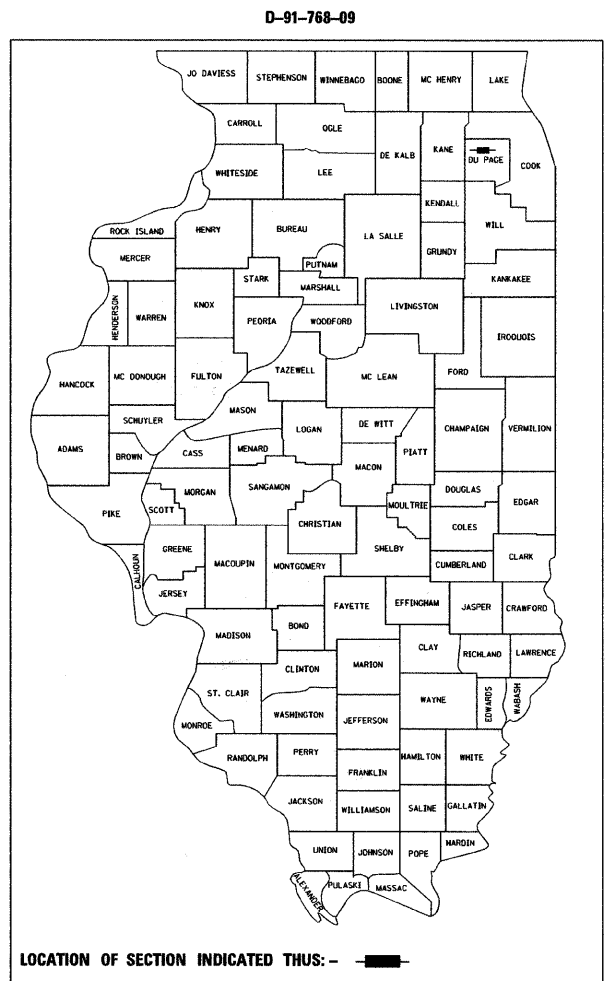 D-91-768-09
JO DAVIESS
STEPHENSON
WINNEBAGO
BOONE
MC HENRY
LAKE
CARROLL
OGLE
DE KALB
KANE
DU PAGE
COOK
WHITESIDE
LEE
KENDALL
WILL
ROCK ISLAND
HENRY
BUREAU
LA SALLE
GRUNDY
MERCER
PUTNAM
KANKAKEE
STARK
MARSHALL
HENDERSON
WARREN
KNOX
PEORIA
WOODFORD
LIVINGSTON
IROQUOIS
HANCOCK
MC DONOUGH
FULTON
TAZEWELL
MC LEAN
FORD
SCHUYLER
MASON
LOGAN
DE WITT
CHAMPAIGN
VERMILION
ADAMS
BROWN
CASS
MENARD
PIATT
MACON
PIKE
SCOTT
MORGAN
SANGAMON
MOULTRIE
DOUGLAS
EDGAR
CHRISTIAN
COLES
CALHOUN
GREENE
MACOUPIN
MONTGOMERY
SHELBY
CUMBERLAND
CLARK
JERSEY
FAYETTE
EFFINGHAM
JASPER
CRAWFORD
MADISON
BOND
CLAY
RICHLAND
LAWRENCE
CLINTON
MARION
ST. CLAIR
WAYNE
EDWARDS
WABASH
MONROE
WASHINGTON
JEFFERSON
RANDOLPH
PERRY
HAMILTON
WHITE
FRANKLIN
JACKSON
WILLIAMSON
SALINE
GALLATIN
UNION
JOHNSON
POPE
HARDIN
ALEXANDER
PULASKI
MASSAC
LOCATION OF SECTION INDICATED THUS: -